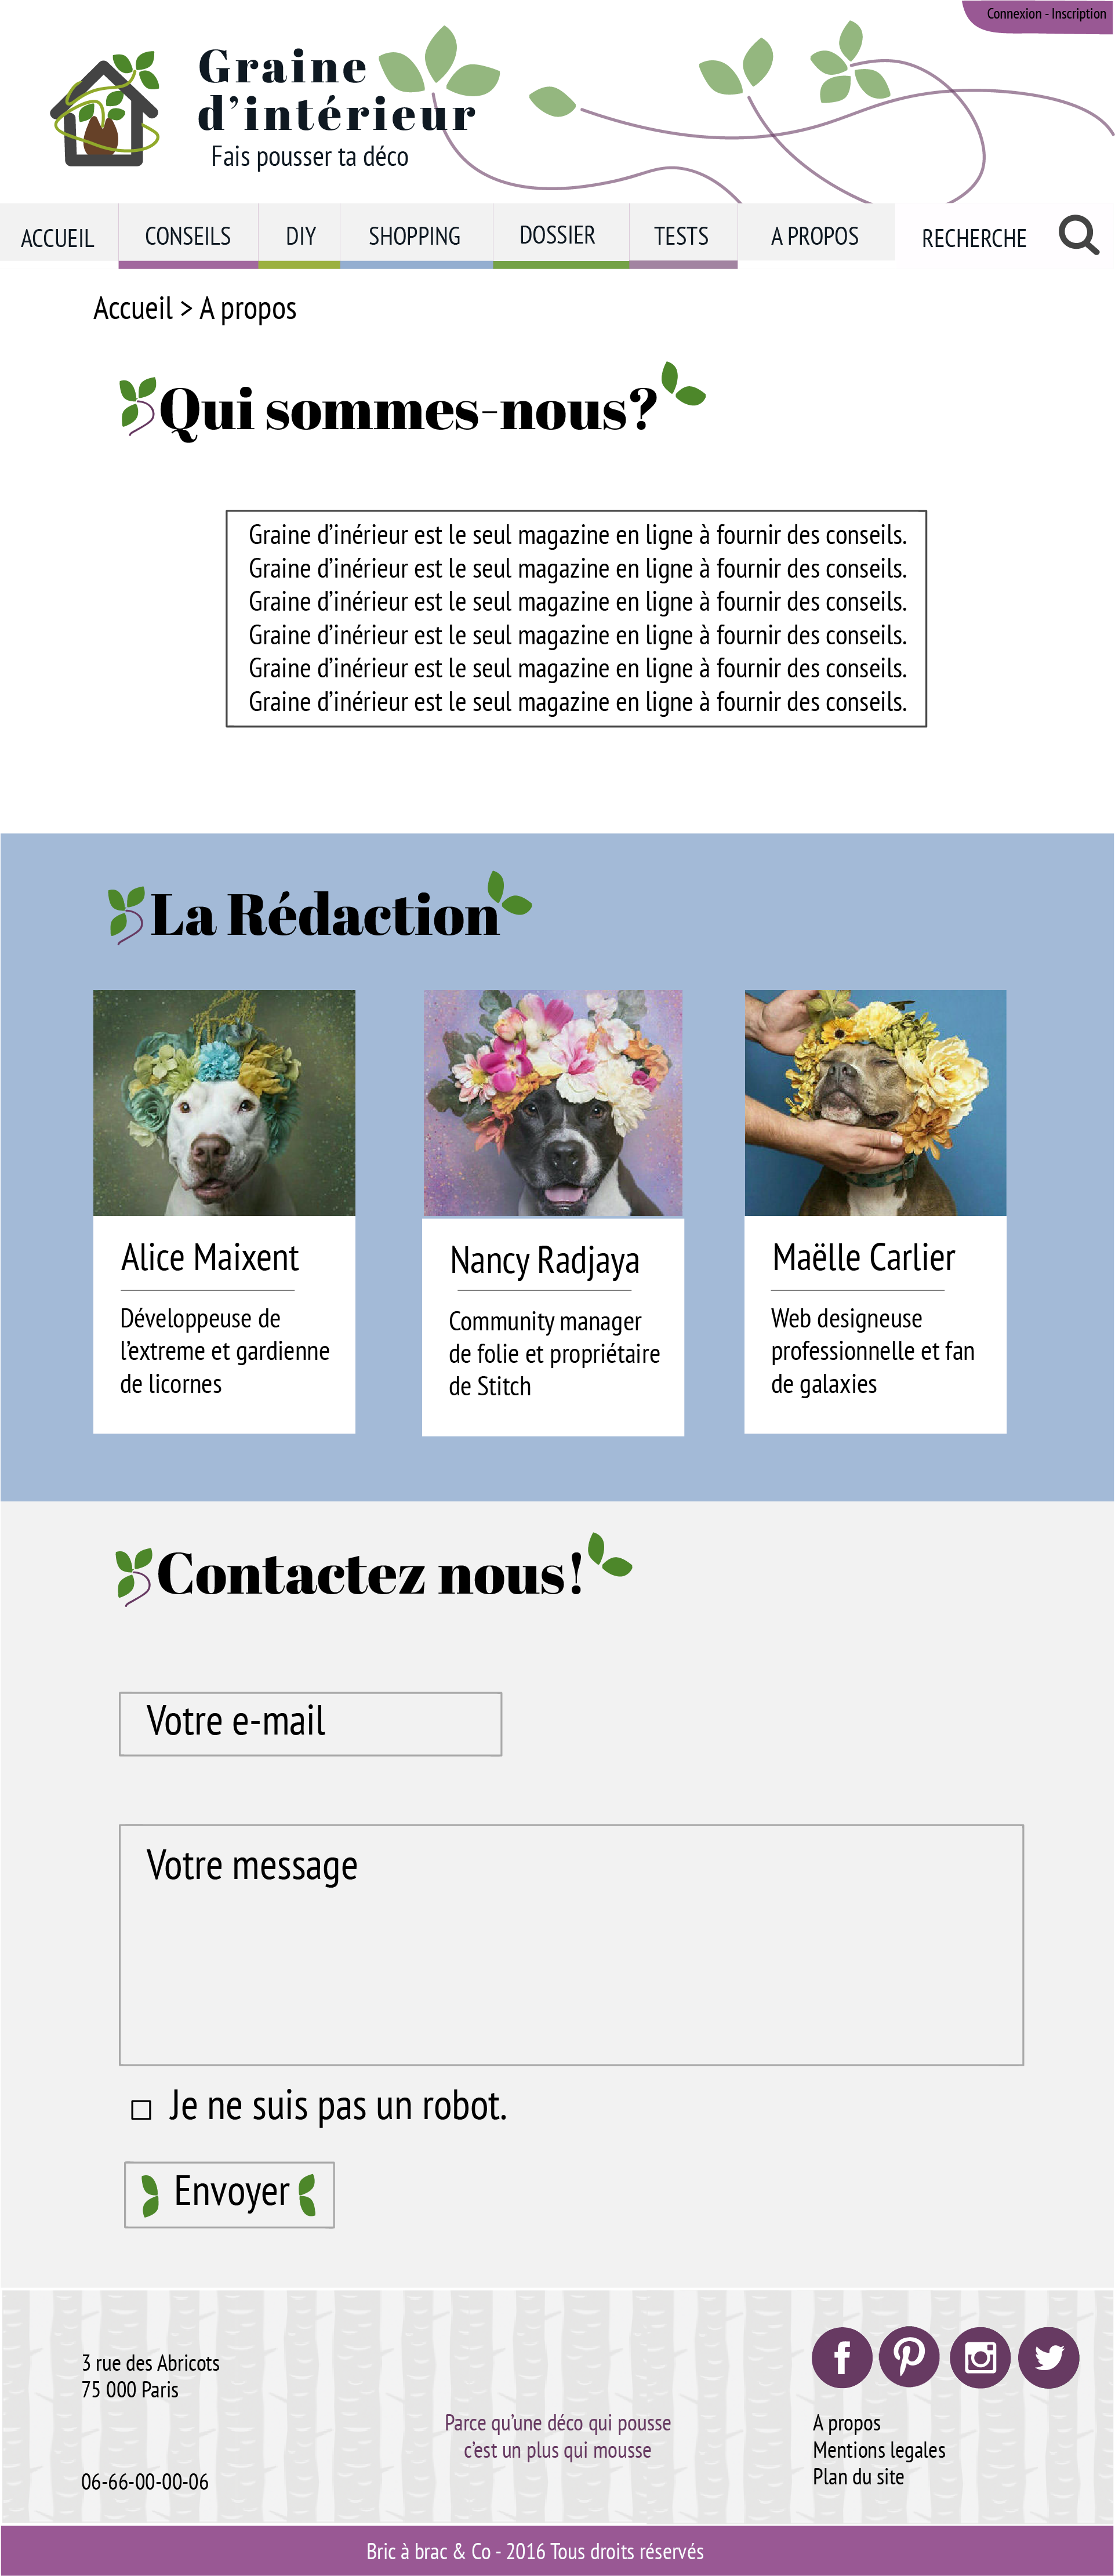 Connexion - Inscription
Graine
d’intérieur
Fais pousser ta déco
ACCUEIL
CONSEILS
DIY
SHOPPING
DOSSIER
TESTS
A PROPOS
RECHERCHE
Accueil > A propos
Qui sommes-nous?
Graine d’inérieur est le seul magazine en ligne à fournir des conseils.
Graine d’inérieur est le seul magazine en ligne à fournir des conseils.
Graine d’inérieur est le seul magazine en ligne à fournir des conseils.
Graine d’inérieur est le seul magazine en ligne à fournir des conseils.
Graine d’inérieur est le seul magazine en ligne à fournir des conseils.
Graine d’inérieur est le seul magazine en ligne à fournir des conseils.
La Rédaction
Alice Maixent
Développeuse de
l’extreme et gardienne
de licornes
Nancy Radjaya
Community manager
de folie et propriétaire
de Stitch
Maëlle Carlier
Web designeuse
professionnelle et fan
de galaxies
Contactez nous!
Votre e-mail
Votre message
Je ne suis pas un robot.
Envoyer
3 rue des Abricots
75 000 Paris
06-66-00-00-06
Parce qu’une déco qui pousse
c’est un plus qui mousse
A propos
Mentions legales
Plan du site
Bric à brac & Co - 2016 Tous droits réservés